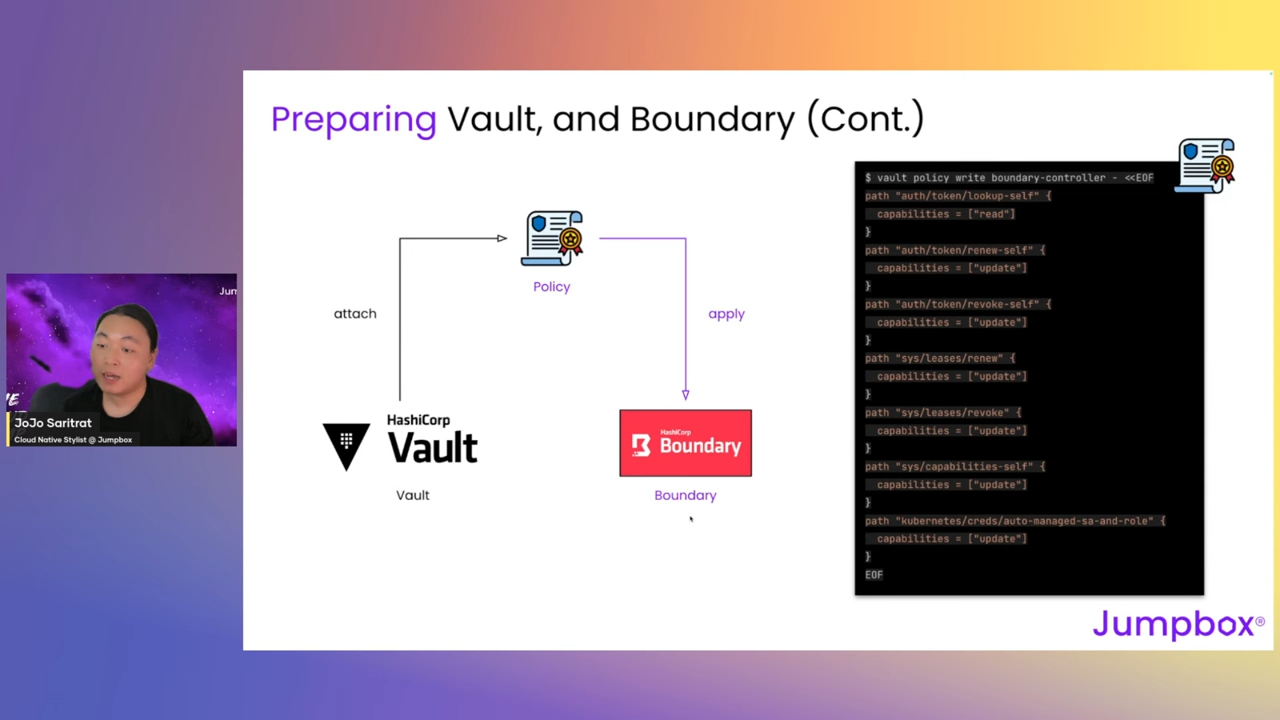 Preparing Vault, and Boundary (Cont.)
Policy
attach
apply
HashiCorp
Vault
Vault
HashiCorp
Boundary
Boundary
$ vault policy write boundary-controller - <<EOF
path "auth/token/lookup-self" {
  capabilities = ["read"]
}
path "auth/token/renew-self" {
  capabilities = ["update"]
}
path "auth/token/revoke-self" {
  capabilities = ["update"]
}
path "sys/leases/renew" {
  capabilities = ["update"]
}
path "sys/leases/revoke" {
  capabilities = ["update"]
}
path "sys/capabilities-self" {
  capabilities = ["update"]
}
path "kubernetes/creds/auto-managed-sa-and-role" {
  capabilities = ["update"]
}
EOF
Jumpbox®
Jum
JoJo Saritrat
Cloud Native Stylist @ Jumpbox